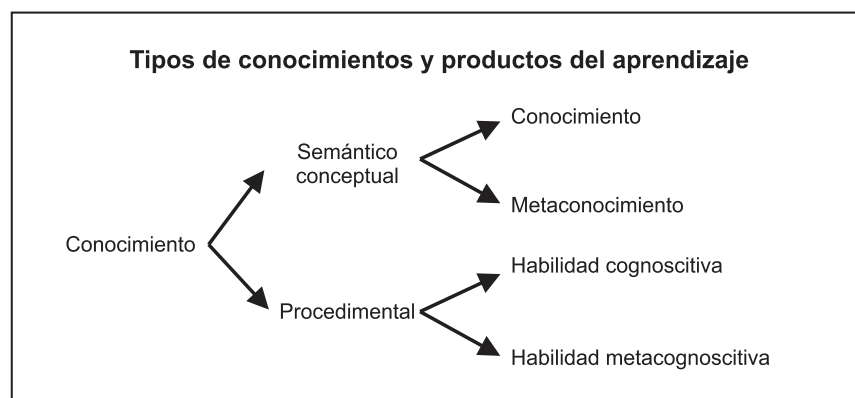 Tipos de conocimientos y productos del aprendizaje
Conocimiento
Semántico
conceptual
Conocimiento
Metaconocimiento
Procedimental
Habilidad cognoscitiva
Habilidad metacognoscitiva